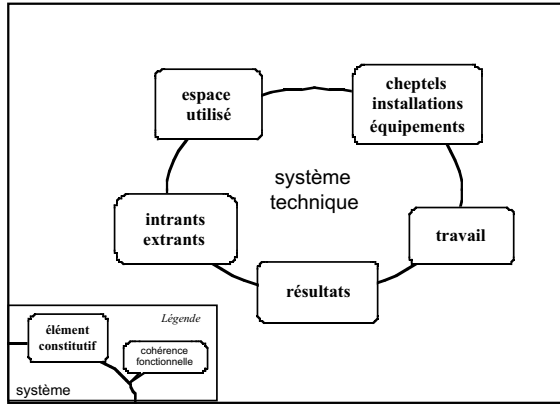 espace
utilisé
cheptels
installations
équipements
système
technique
intrants
extrants
travail
résultats
Légende
élément
constitutif
cohérence
fonctionnelle
système